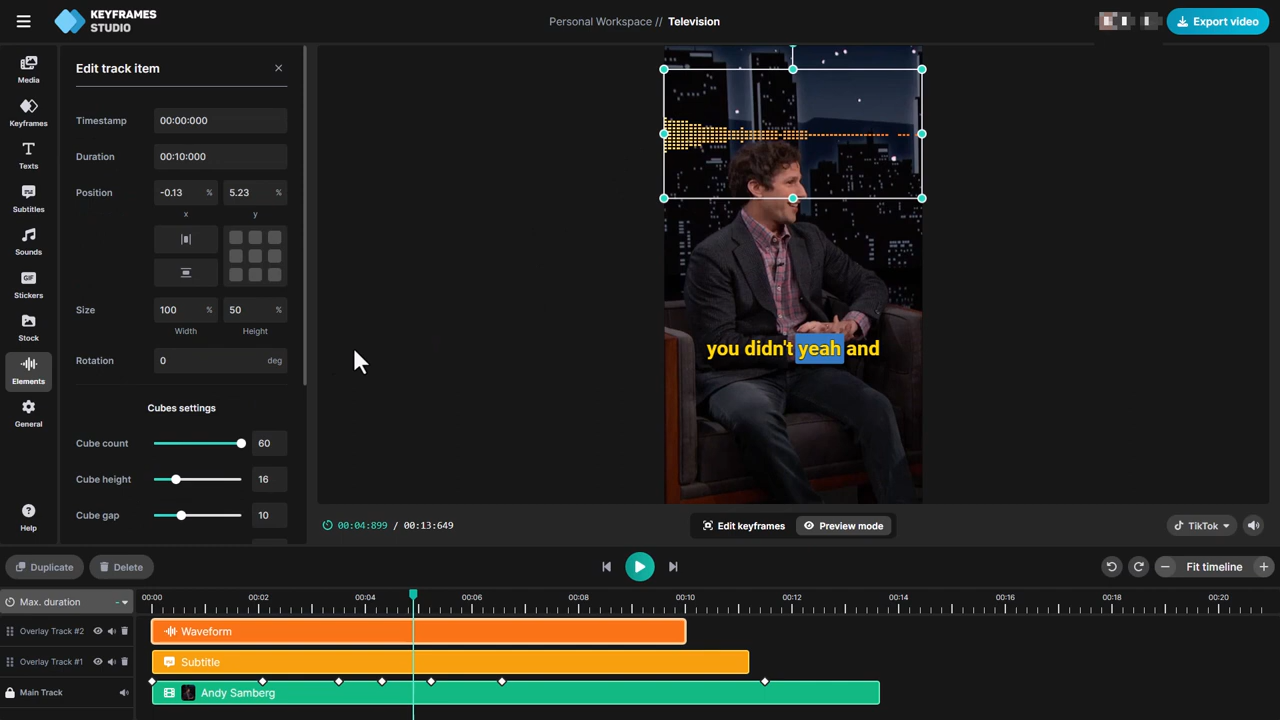 KEYFRAMES
STUDIO
Personal Workspace // Television
Export video
Media
Keyframes
Texts
Subtitles
Sounds
GIF
Stickers
Stock
Elements
General
Help
Edit track item
Timestamp 00:00:000
Duration 00:10:000
Position -0.13 % 5.23 %
x y
Size 100 % 50 %
Width Height
Rotation 0 deg
Cubes settings
Cube count 60
Cube height 16
Cube gap 10
you didn't yeah and
00:04:899 / 00:13:649
Edit keyframes Preview mode
TikTok
Duplicate Delete
Fit timeline
Max. duration
00:00 00:02 00:04 00:06 00:08 00:10 00:12 00:14 00:16 00:18 00:20
Overlay Track #2 Waveform
Overlay Track #1 Subtitle
Main Track Andy Samberg